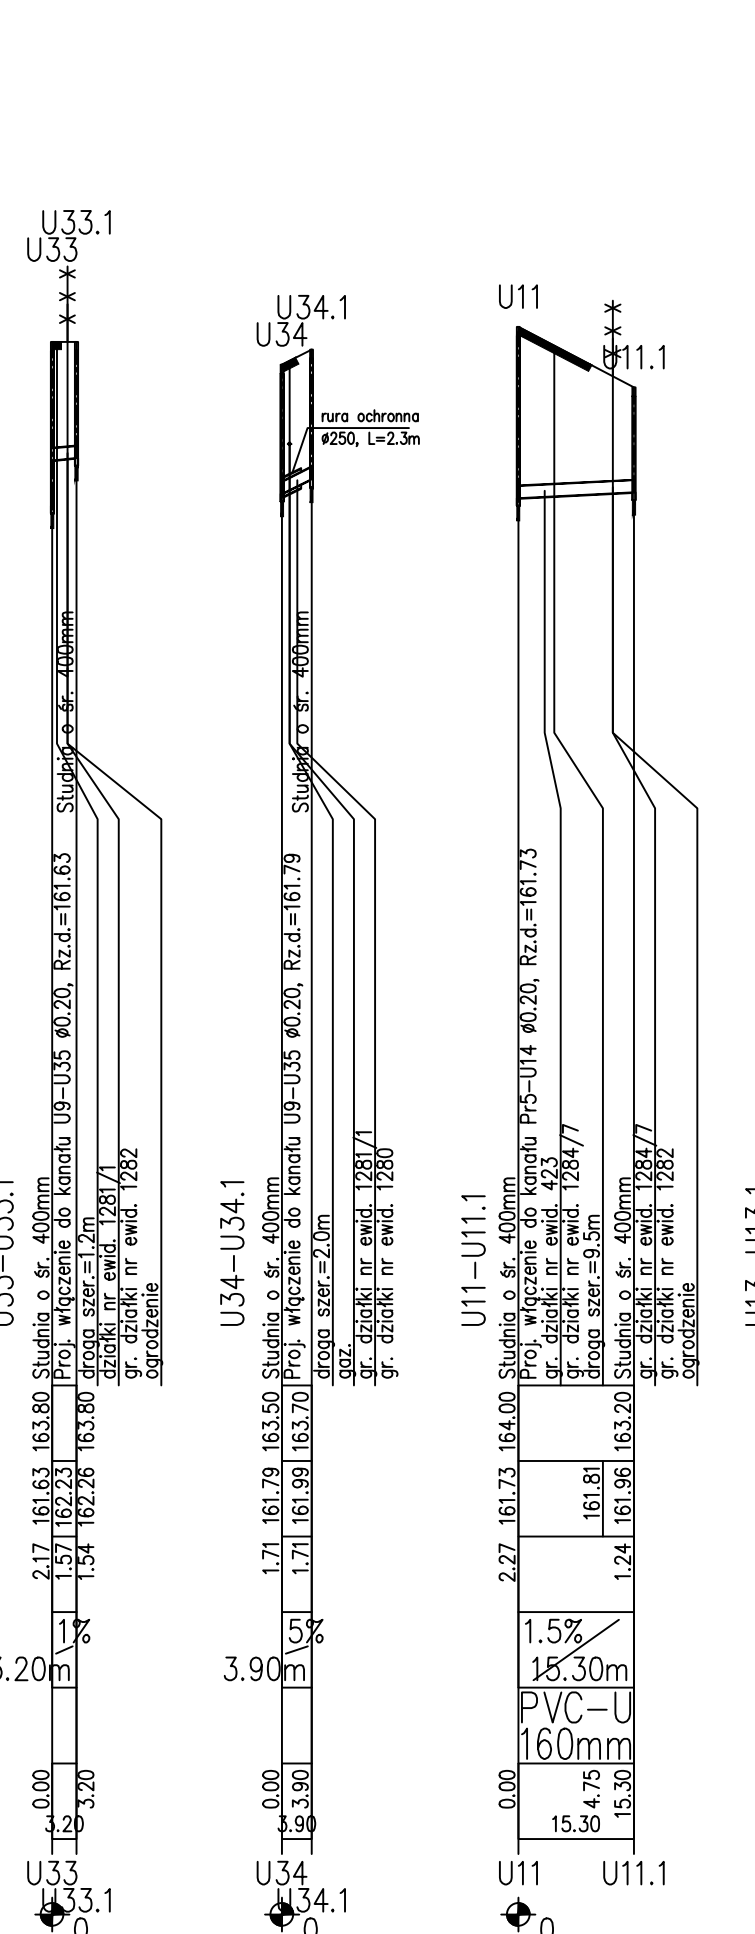 U33.1
U33
Studnia o śr. 400mm
Studnia o śr. 400mm
Proj. włączenie do kanału U9-U35 ø0.20, Rz.d.=161.63
droga szer.=1.2m
działki nr ewid. 1281/1
gr. działki nr ewid. 1282
ogrodzenie
163.80
163.80
161.63
162.23
162.26
2.17
1.57
1.54
1%
0.00
3.20
3.20
U33
U33.1
0
U34.1
U34
rura ochronna
ø250, L=2.3m
Studnia o śr. 400mm
U34-U34.1
Studnia o śr. 400mm
Proj. włączenie do kanału U9-U35 ø0.20, Rz.d.=161.79
droga szer.=2.0m
gaz.
gr. działki nr ewid. 1281/1
gr. działki nr ewid. 1280
163.50
163.70
161.79
161.99
1.71
1.71
5%
3.90m
0.00
3.90
3.90
U34
U34.1
0
U11
U11.1
U11-U11.1
Studnia o śr. 400mm
Proj. włączenie do kanału Pr5-U14 ø0.20, Rz.d.=161.73
gr. działki nr ewid. 423
gr. działki nr ewid. 1284/7
droga szer.=9.5m
Studnia o śr. 400mm
gr. działki nr ewid. 1284/7
gr. działki nr ewid. 1282
ogrodzenie
164.00
163.20
161.73
161.81
161.96
2.27
1.24
1.5%
15.30m
PVC-U
160mm
0.00
4.75
15.30
15.30
U11
U11.1
0